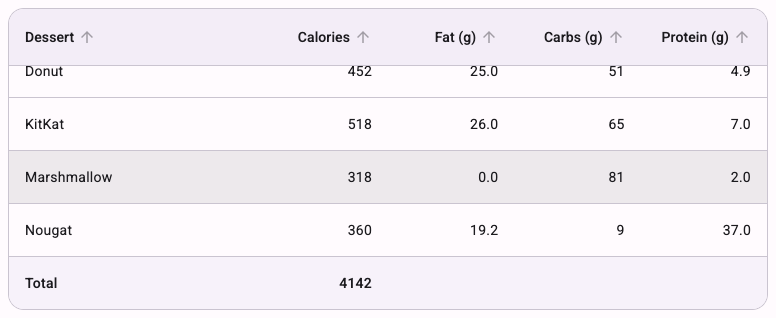 Dessert Calories Fat (g) Carbs (g) Protein (g)
Donut 452 25.0 51 4.9
KitKat 518 26.0 65 7.0
Marshmallow 318 0.0 81 2.0
Nougat 360 19.2 9 37.0
Total 4142